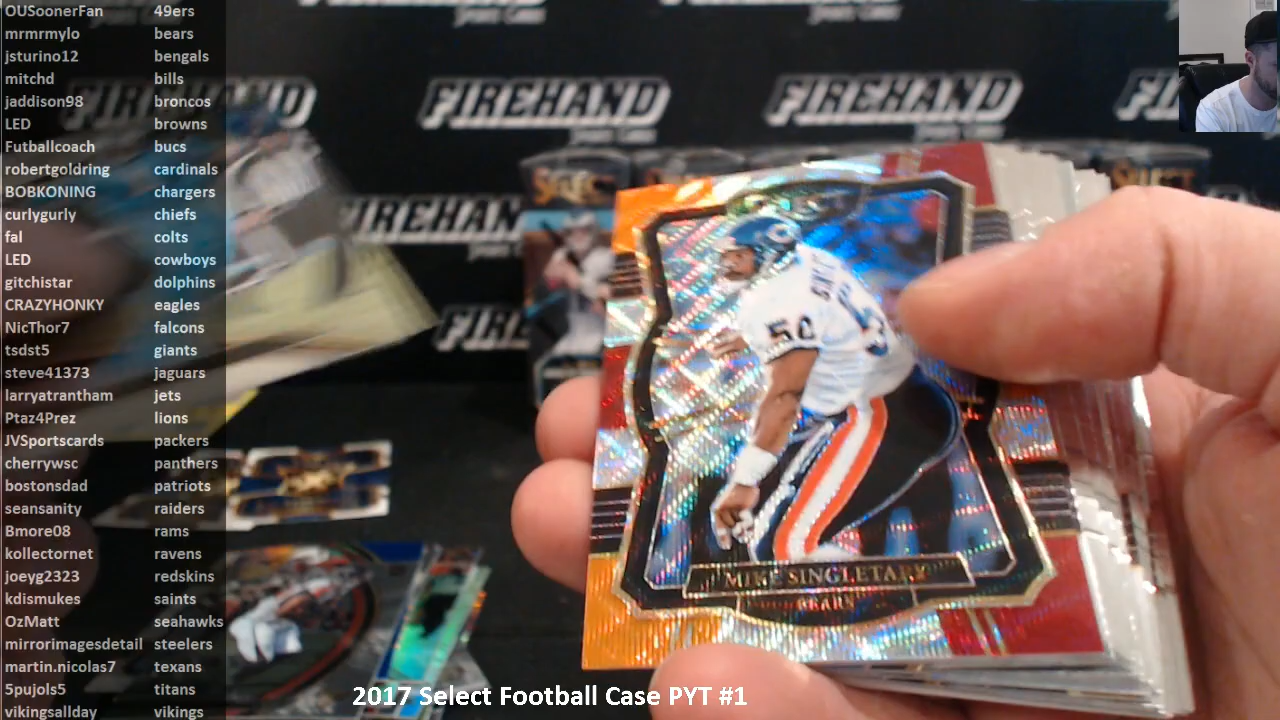 OUSoonerFan 49ers
mrmrmylo bears
jsturino12 bengals
mitchd bills
jaddison98 broncos
LED browns
Futballcoach bucs
robertgoldring cardinals
BOBKONING chargers
curlygurly chiefs
fal colts
LED cowboys
gitchistar dolphins
CRAZYHONKY eagles
NicThor7 falcons
tsdst5 giants
steve41373 jaguars
larrytrantham jets
Ptaz4Prez lions
JVSportscards packers
cherrywsc panthers
bostonsdad patriots
seansanity raiders
Bmore08 rams
kollectornet ravens
joeyg2323 redskins
kdismukes saints
OzMatt seahawks
mirrorimagesdetail steelers
martin.nicolas7 texans
5pujols5 titans
vikingsallday vikings
FIREHAND
FIREHAND
FIREHAND
FIREHAND
SELECT
50
MIKE SINGLETARY
BEARS
2017 Select Football Case PYT #1